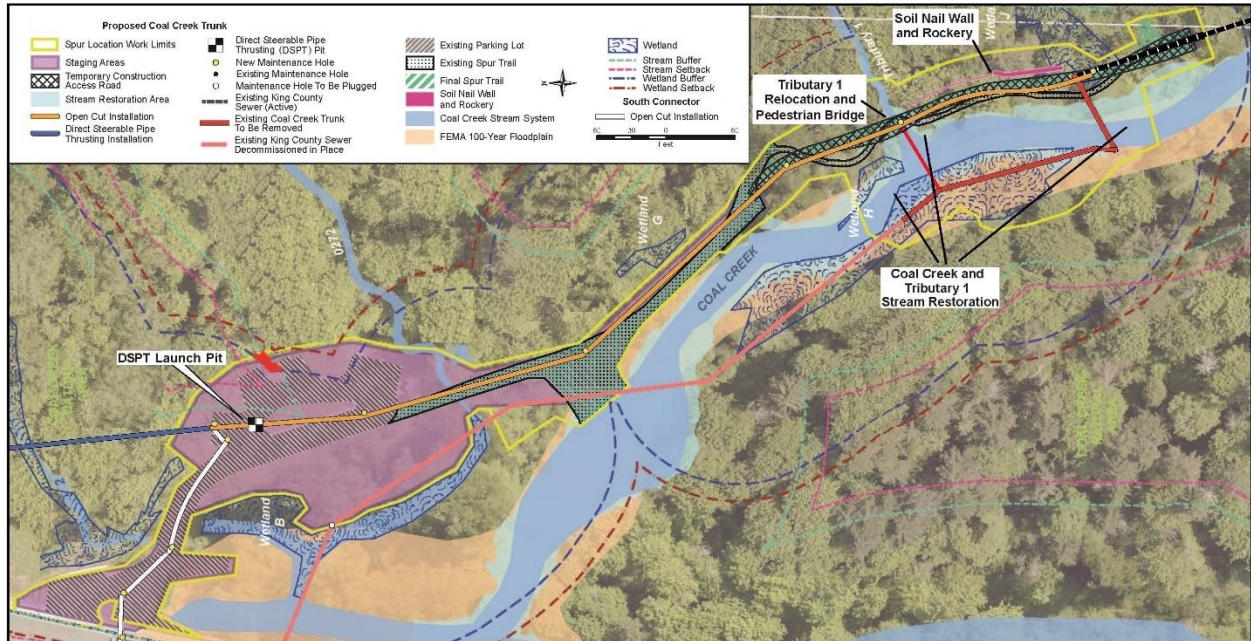 Proposed Coal Creek Trunk
Spur Location Work Limits
Staging Areas
Temporary Construction
Access Road
Stream Restoration Area
Open Cut Installation
Direct Steerable Pipe
Thrusting Installation
Direct Steerable Pipe
Thrusting (DSPT) Pit
New Maintenance Hole
Existing Maintenance Hole
Maintenance Hole To Be Plugged
Existing King County
Sewer (Active)
Existing Coal Creek Trunk
To Be Removed
Existing King County Sewer
Decommissioned in Place
Existing Parking Lot
Existing Spur Trail
Final Spur Trail
Soil Nail Wall
and Rockery
Coal Creek Stream System
FEMA 100-Year Floodplain
Wetland
Stream Buffer
Stream Setback
Wetland Buffer
Wetland Setback
South Connector
Open Cut Installation
Feet
Soil Nail Wall
and Rockery
Tributary 1
Tributary 1
Relocation and
Pedestrian Bridge
Wetland H
Wetland G
0272
COAL CREEK
Coal Creek and
Tributary 1
Stream Restoration
DSPT Launch Pit
Wetland
B